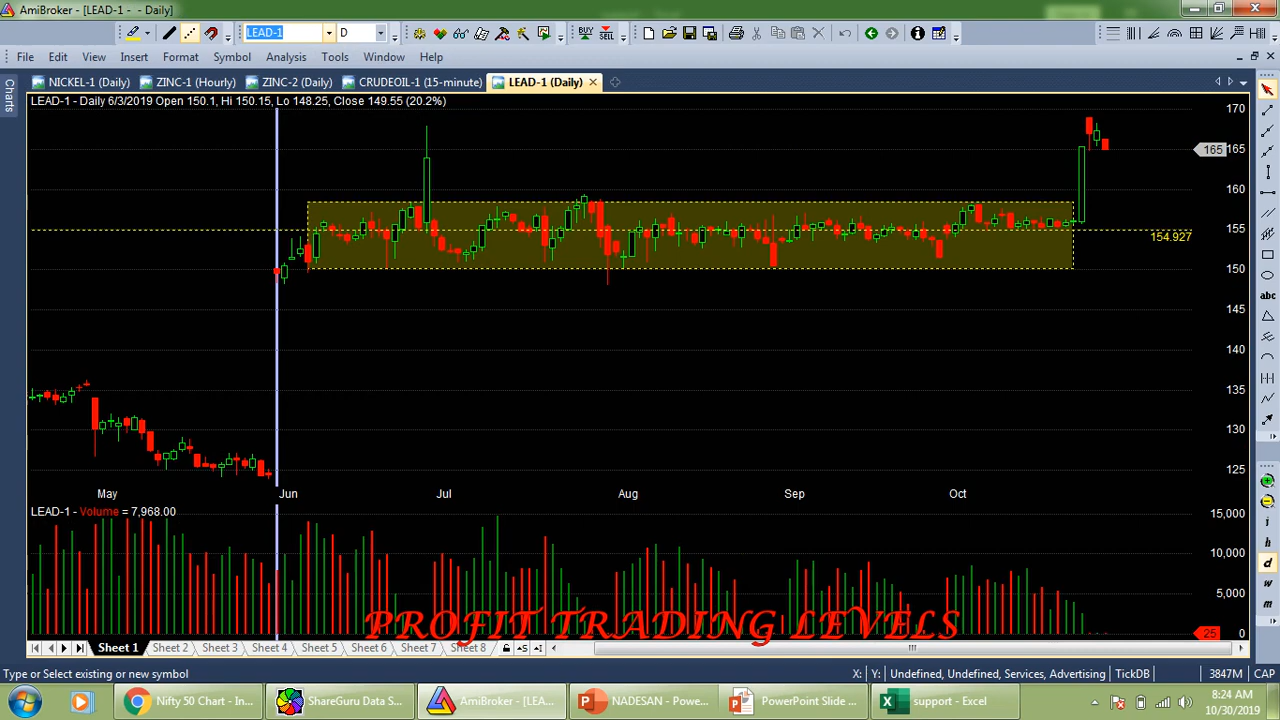 AmiBroker - [LEAD-1 - - Daily]
LEAD-1 D BUY SELL
File Edit View Insert Format Symbol Analysis Tools Window Help
Charts
NICKEL-1 (Daily) ZINC-1 (Hourly) ZINC-2 (Daily) CRUDEOIL-1 (15-minute) LEAD-1 (Daily)
LEAD-1 - Daily 6/3/2019 Open 150.1, Hi 150.15, Lo 148.25, Close 149.55 (20.2%)
170
165
165
160
155
154.927
150
145
140
135
130
125
abc
May Jun Jul Aug Sep Oct
LEAD-1 - Volume = 7,968.00
15,000
10,000
5,000
0
25
i
h
d
w
m
PROFIT TRADING LEVELS
Sheet 1 Sheet 2 Sheet 3 Sheet 4 Sheet 5 Sheet 6 Sheet 7 Sheet 8
Type or Select existing or new symbol X: Y: Undefined, Undefined, Services, Advertising TickDB 3847M CAP
Nifty 50 Chart - In... ShareGuru Data S... AmiBroker - [LEA... NADESAN - Powe... PowerPoint Slide ... support - Excel
8:24 AM
10/30/2019